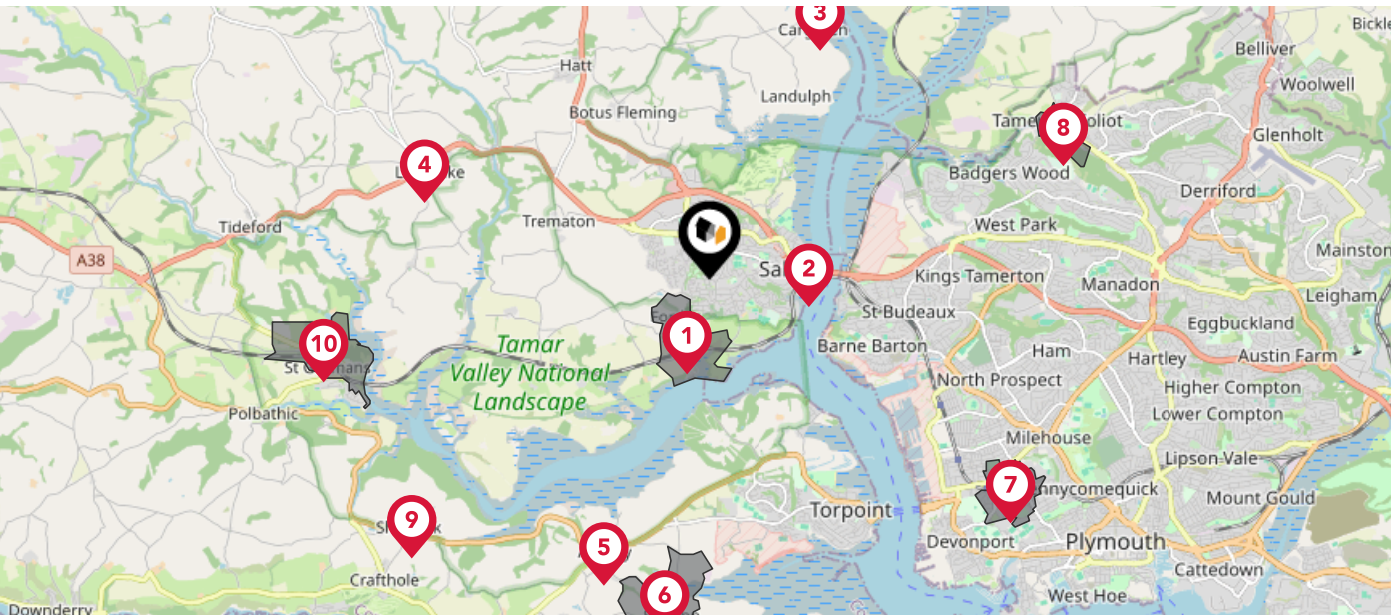 3
Bickle
Belliver
Hatt
Woolwell
Landulph
Botus Fleming
8
Glenholt
4
Badgers Wood
Derriford
Trematon
West Park
Tideford
Mainston
A38
2
Kings Tamerton
Manadon
Leigham
St Budeaux
Eggbuckland
1
10
Tamar
Valley National
Landscape
Barne Barton
Ham
Hartley
Austin Farm
North Prospect
Higher Compton
Polbathic
Lower Compton
Milehouse
Lipson Vale
7
nnycomequick
Mount Gould
9
Torpoint
5
Devonport
Plymouth
Cattedown
Crafthole
6
West Hoe
Downderry